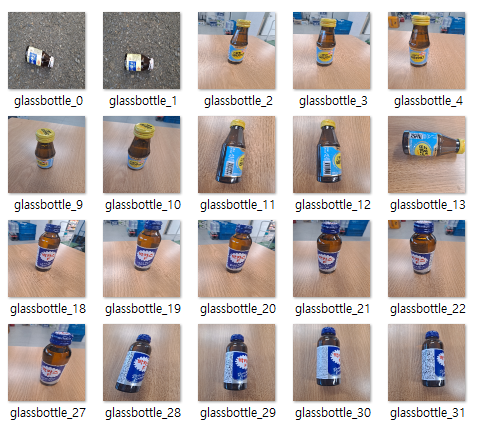 glassbottle_0 glassbottle_1 glassbottle_2 glassbottle_3 glassbottle_4
glassbottle_9 glassbottle_10 glassbottle_11 glassbottle_12 glassbottle_13
glassbottle_18 glassbottle_19 glassbottle_20 glassbottle_21 glassbottle_22
glassbottle_27 glassbottle_28 glassbottle_29 glassbottle_30 glassbottle_31